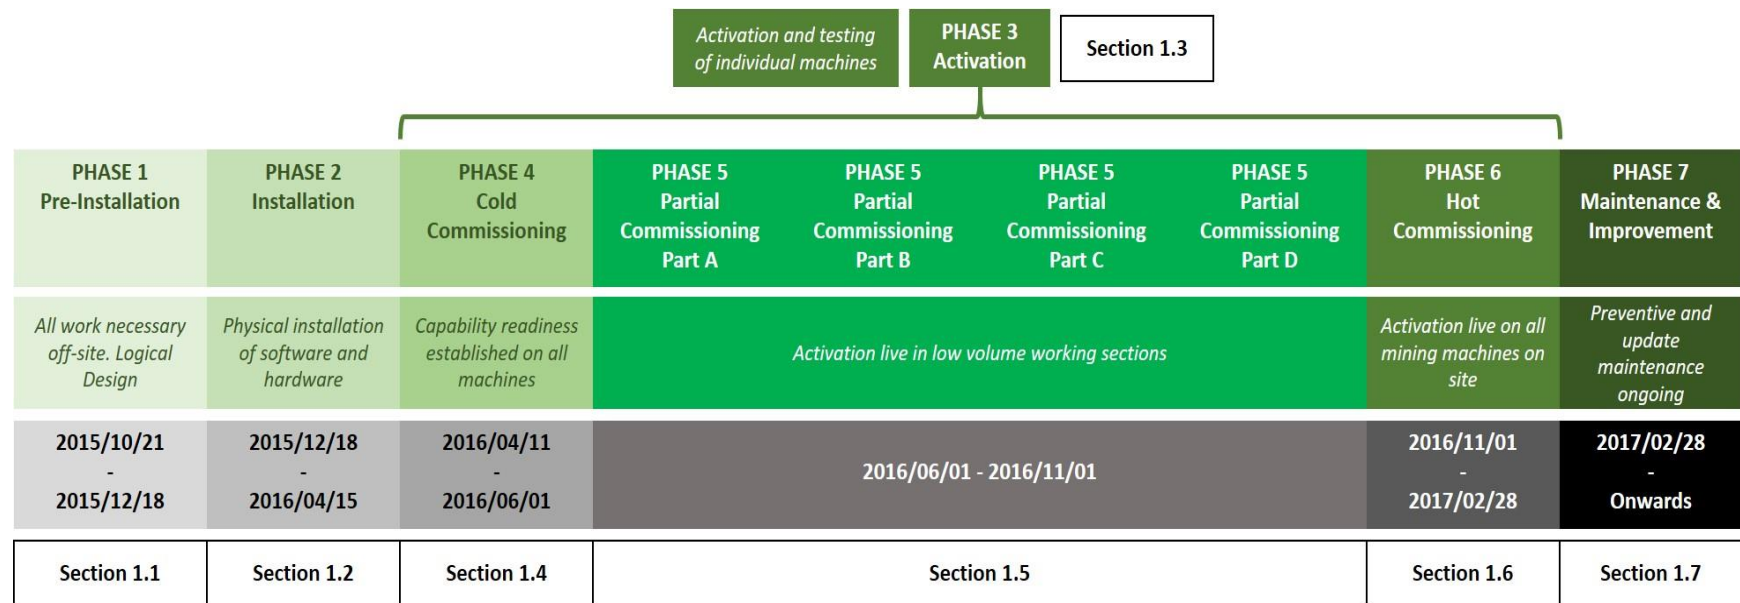 Activation and testing
of individual machines
PHASE 3
Activation
Section 1.3
PHASE 1
Pre-Installation
PHASE 2
Installation
PHASE 4
Cold
Commissioning
PHASE 5
Partial
Commissioning
Part A
PHASE 5
Partial
Commissioning
Part B
PHASE 5
Partial
Commissioning
Part C
PHASE 5
Partial
Commissioning
Part D
PHASE 6
Hot
Commissioning
PHASE 7
Maintenance &
Improvement
All work necessary
off-site. Logical
Design
Physical installation
of software and
hardware
Capability readiness
established on all
machines
Activation live in low volume working sections
Activation live on all
mining machines on
site
Preventive and
update
maintenance
ongoing
2015/10/21
-
2015/12/18
2015/12/18
-
2016/04/15
2016/04/11
-
2016/06/01
2016/06/01 - 2016/11/01
2016/11/01
-
2017/02/28
2017/02/28
-
Onwards
Section 1.1
Section 1.2
Section 1.4
Section 1.5
Section 1.6
Section 1.7